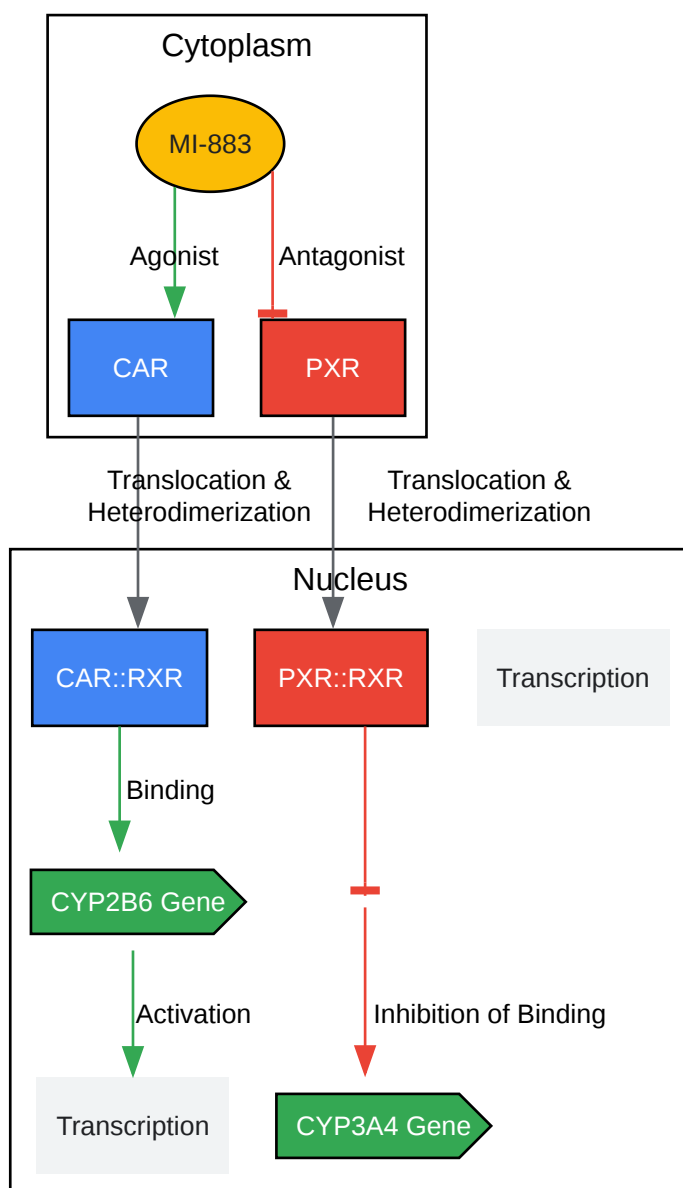 Cytoplasm
MI-883
Agonist
Antagonist
CAR
PXR
Translocation &
Heterodimerization
Translocation &
Heterodimerization
Nucleus
CAR::RXR
PXR::RXR
Transcription
Binding
CYP2B6 Gene
Activation
Inhibition of Binding
Transcription
CYP3A4 Gene